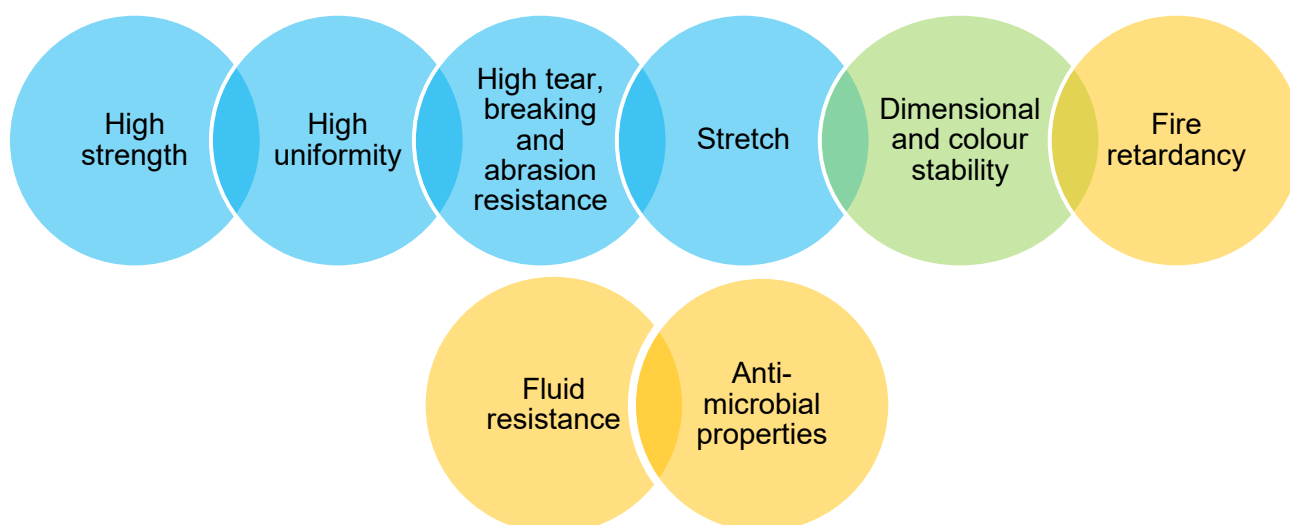 High
strength
High
uniformity
High tear,
breaking
and
abrasion
resistance
Stretch
Dimensional
and colour
stability
Fire
retardancy
Fluid
resistance
Anti-
microbial
properties